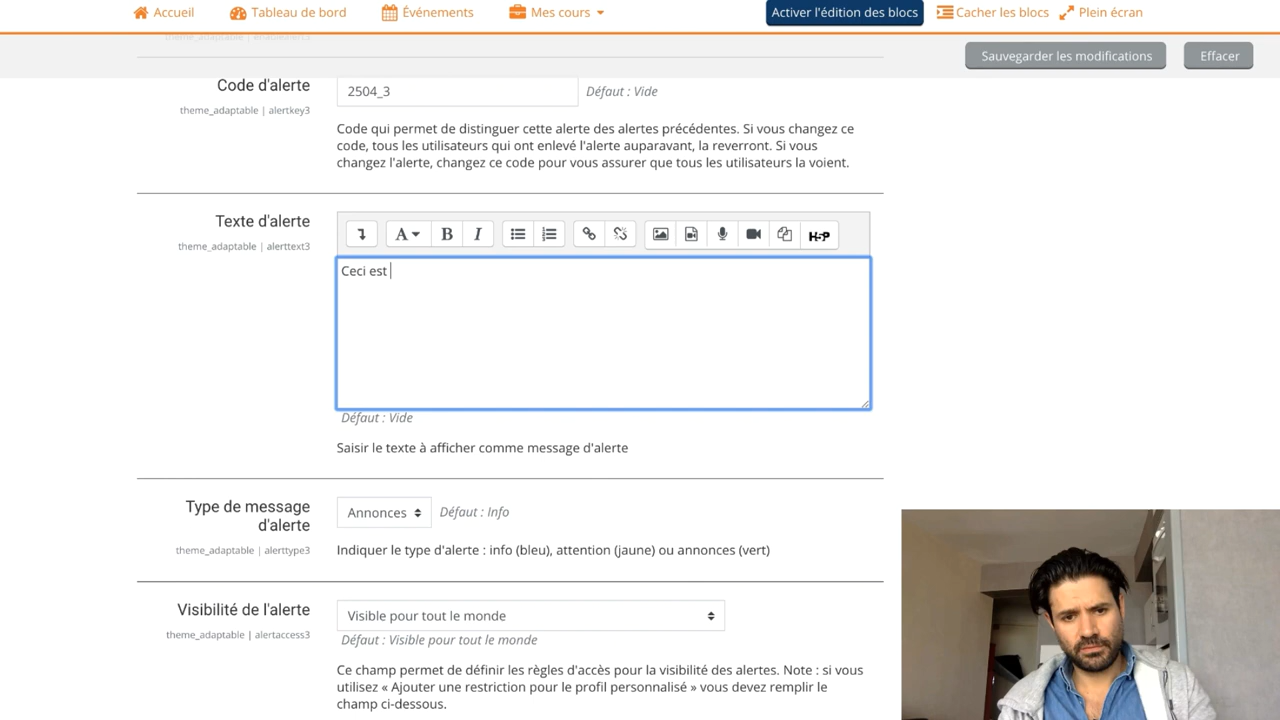 Accueil Tableau de bord Événements Mes cours Activer l'édition des blocs Cacher les blocs Plein écran
theme_adaptable | enablealert3
Sauvegarder les modifications Effacer
Code d'alerte 2504_3 Défaut : Vide
theme_adaptable | alertkey3
Code qui permet de distinguer cette alerte des alertes précédentes. Si vous changez ce
code, tous les utilisateurs qui ont enlevé l'alerte auparavant, la reverront. Si vous
changez l'alerte, changez ce code pour vous assurer que tous les utilisateurs la voient.
Texte d'alerte
theme_adaptable | alerttext3
A B I H-P
Ceci est
Défaut : Vide
Saisir le texte à afficher comme message d'alerte
Type de message
d'alerte
Annonces Défaut : Info
theme_adaptable | alerttype3
Indiquer le type d'alerte : info (bleu), attention (jaune) ou annonces (vert)
Visibilité de l'alerte Visible pour tout le monde
theme_adaptable | alertaccess3
Défaut : Visible pour tout le monde
Ce champ permet de définir les règles d'accès pour la visibilité des alertes. Note : si vous
utilisez « Ajouter une restriction pour le profil personnalisé » vous devez remplir le
champ ci-dessous.